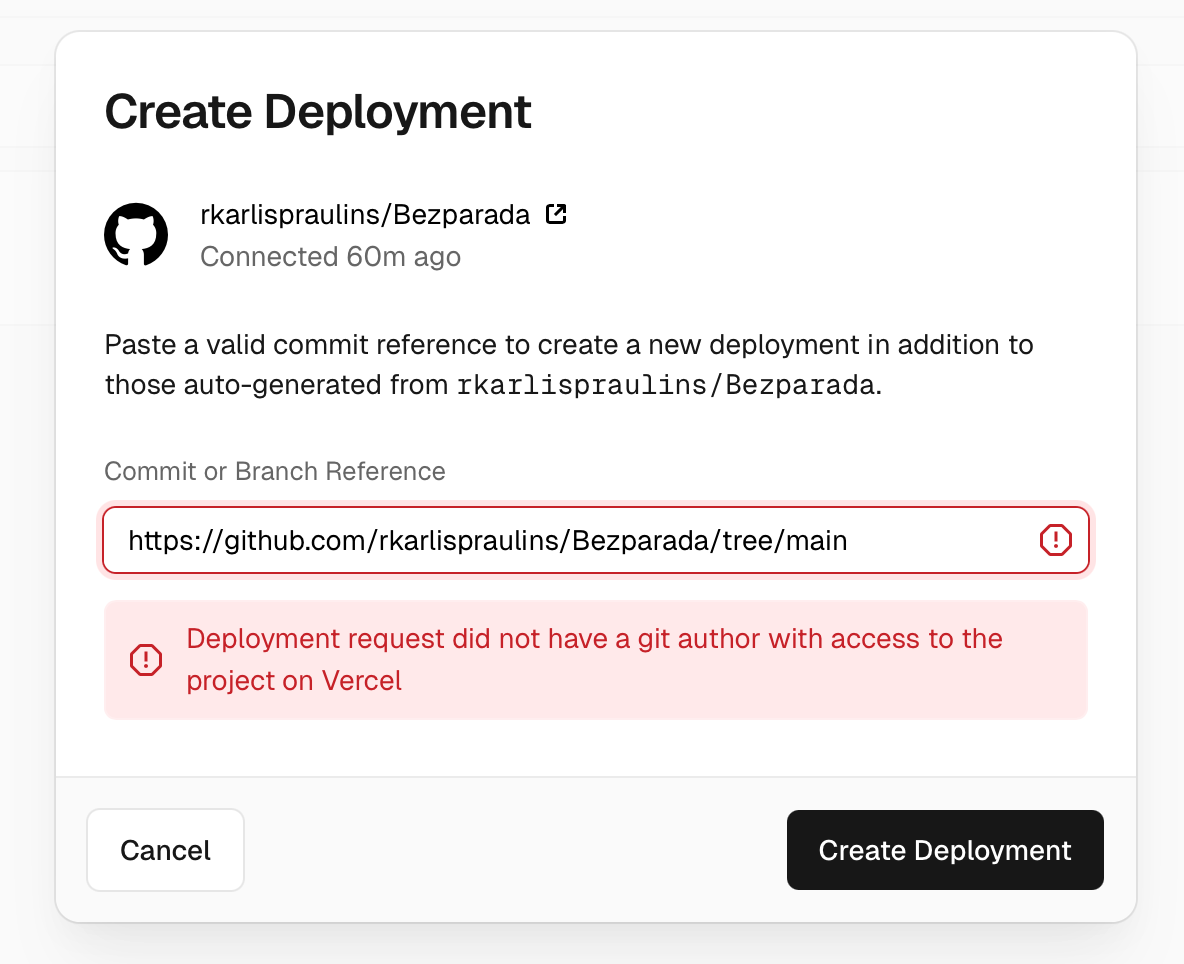 Create Deployment
rkarlispraulins/Bezparada
Connected 60m ago
Paste a valid commit reference to create a new deployment in addition to
those auto-generated from rkarlispraulins/Bezparada.
Commit or Branch Reference
https://github.com/rkarlispraulins/Bezparada/tree/main
Deployment request did not have a git author with access to the
project on Vercel
Cancel
Create Deployment